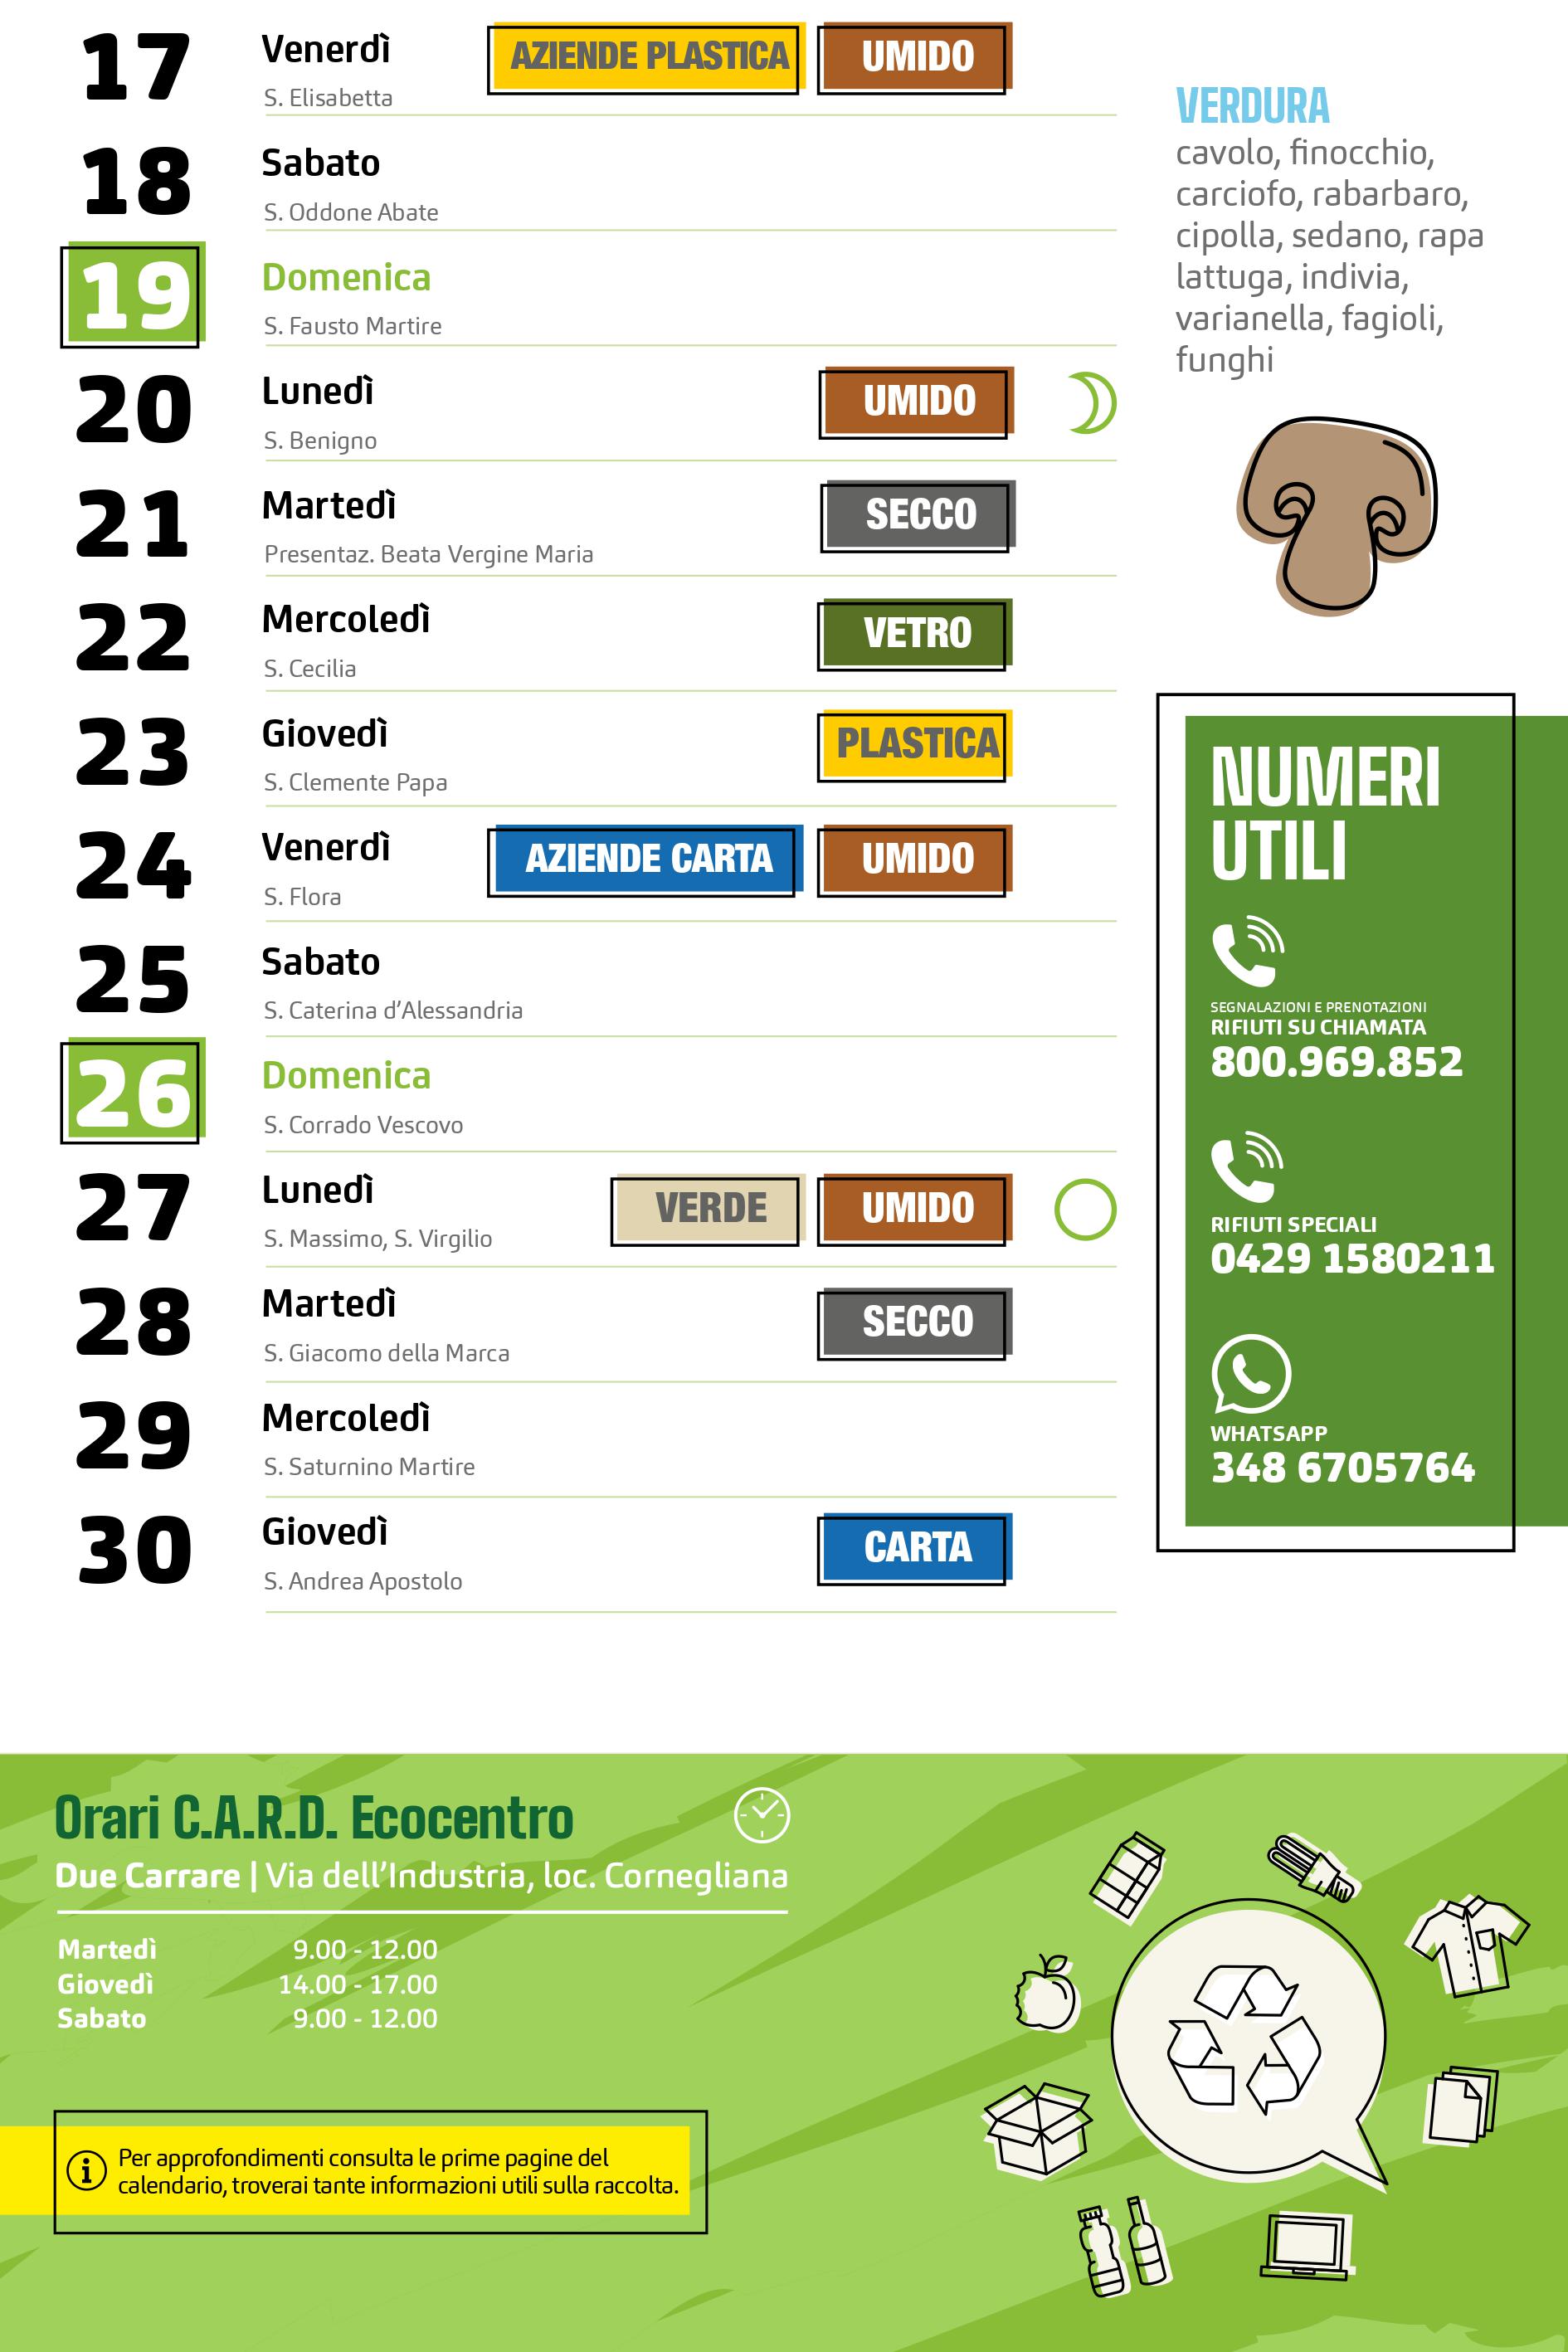 17 Venerdì AZIENDE PLASTICA UMIDO
S. Elisabetta
18 Sabato
S. Oddone Abate
19 Domenica
S. Fausto Martire
20 Lunedì UMIDO
S. Benigno
21 Martedì SECCO
Presentaz. Beata Vergine Maria
22 Mercoledì VETRO
S. Cecilia
23 Giovedì PLASTICA
S. Clemente Papa
24 Venerdì AZIENDE CARTA UMIDO
S. Flora
25 Sabato
S. Caterina d’Alessandria
26 Domenica
S. Corrado Vescovo
27 Lunedì VERDE UMIDO
S. Massimo, S. Virgilio
28 Martedì SECCO
S. Giacomo della Marca
29 Mercoledì
S. Saturnino Martire
30 Giovedì CARTA
S. Andrea Apostolo
VERDURA
cavolo, finocchio,
carciofo, rabarbaro,
cipolla, sedano, rapa
lattuga, indivia,
varianella, fagioli,
funghi
NUMERI
UTILI
SEGNALAZIONI E PRENOTAZIONI
RIFIUTI SU CHIAMATA
800.969.852
RIFIUTI SPECIALI
0429 1580211
WHATSAPP
348 6705764
Orari C.A.R.D. Ecocentro
Due Carrare | Via dell’Industria, loc. Cornegliana
Martedì 9.00 - 12.00
Giovedì 14.00 - 17.00
Sabato 9.00 - 12.00
Per approfondimenti consulta le prime pagine del
calendario, troverai tante informazioni utili sulla raccolta.